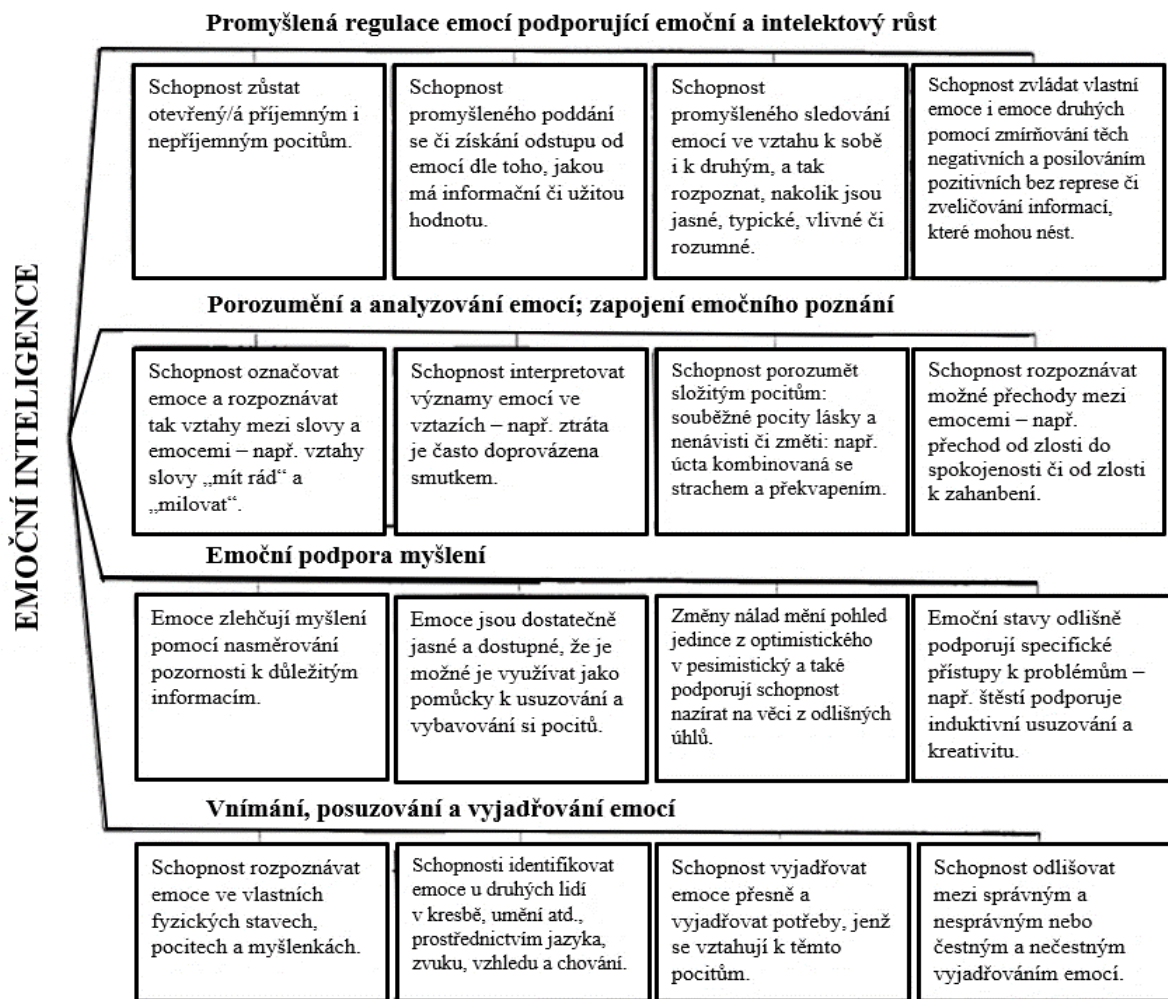 EMOČNÍ INTELIGENCE
Promyšlená regulace emocí podporující emoční a intelektový růst
Schopnost zůstat
otevřený/á příjemným i
nepříjemným pocitům.
Schopnost
promyšleného poddání
se či získání odstupu od
emocí dle toho, jakou
má informační či užitou
hodnotu.
Schopnost
promyšleného sledování
emocí ve vztahu k sobě
i k druhým, a tak
rozpoznat, nakolik jsou
jasné, typické, vlivné či
rozumné.
Schopnost zvládat vlastní
emoce i emoce druhých
pomocí zmírňování těch
negativních a posilováním
pozitivních bez represe či
zveličování informací,
které mohou nést.
Porozumění a analyzování emocí; zapojení emočního poznání
Schopnost označovat
emoce a rozpoznávat
tak vztahy mezi slovy a
emocemi – např. vztahy
slovy „mít rád“ a
„milovat“.
Schopnost interpretovat
významy emocí ve
vztazích – např. ztráta
je často doprovázena
smutkem.
Schopnost porozumět
složitým pocitům:
souběžné pocity lásky a
nenávisti či změti: např.
úcta kombinovaná se
strachem a překvapením.
Schopnost rozpoznávat
možné přechody mezi
emocemi – např.
přechod od zlosti do
spokojenosti či od zlosti
k zahanbení.
Emoční podpora myšlení
Emoce zlehčují myšlení
pomocí nasměrování
pozornosti k důležitým
informacím.
Emoce jsou dostatečně
jasné a dostupné, že je
možné je využívat jako
pomůcky k usuzování a
vybavování si pocitů.
Změny nálad mění pohled
jedince z optimistického
v pesimistický a také
podporují schopnost
nazírat na věci z odlišných
úhlů.
Emoční stavy odlišně
podporují specifické
přístupy k problémům –
např. štěstí podporuje
induktivní usuzování a
kreativitu.
Vnímání, posuzování a vyjadřování emocí
Schopnost rozpoznávat
emoce ve vlastních
fyzických stavech,
pocitech a myšlenkách.
Schopnosti identifikovat
emoce u druhých lidí
v kresbě, umění atd.,
prostřednictvím jazyka,
zvuku, vzhledu a chování.
Schopnost vyjadřovat
emoce přesně a
vyjadřovat potřeby, jenž
se vztahují k těmto
pocitům.
Schopnost odlišovat
mezi správným a
nesprávným nebo
čestným a nečestným
vyjadřováním emocí.